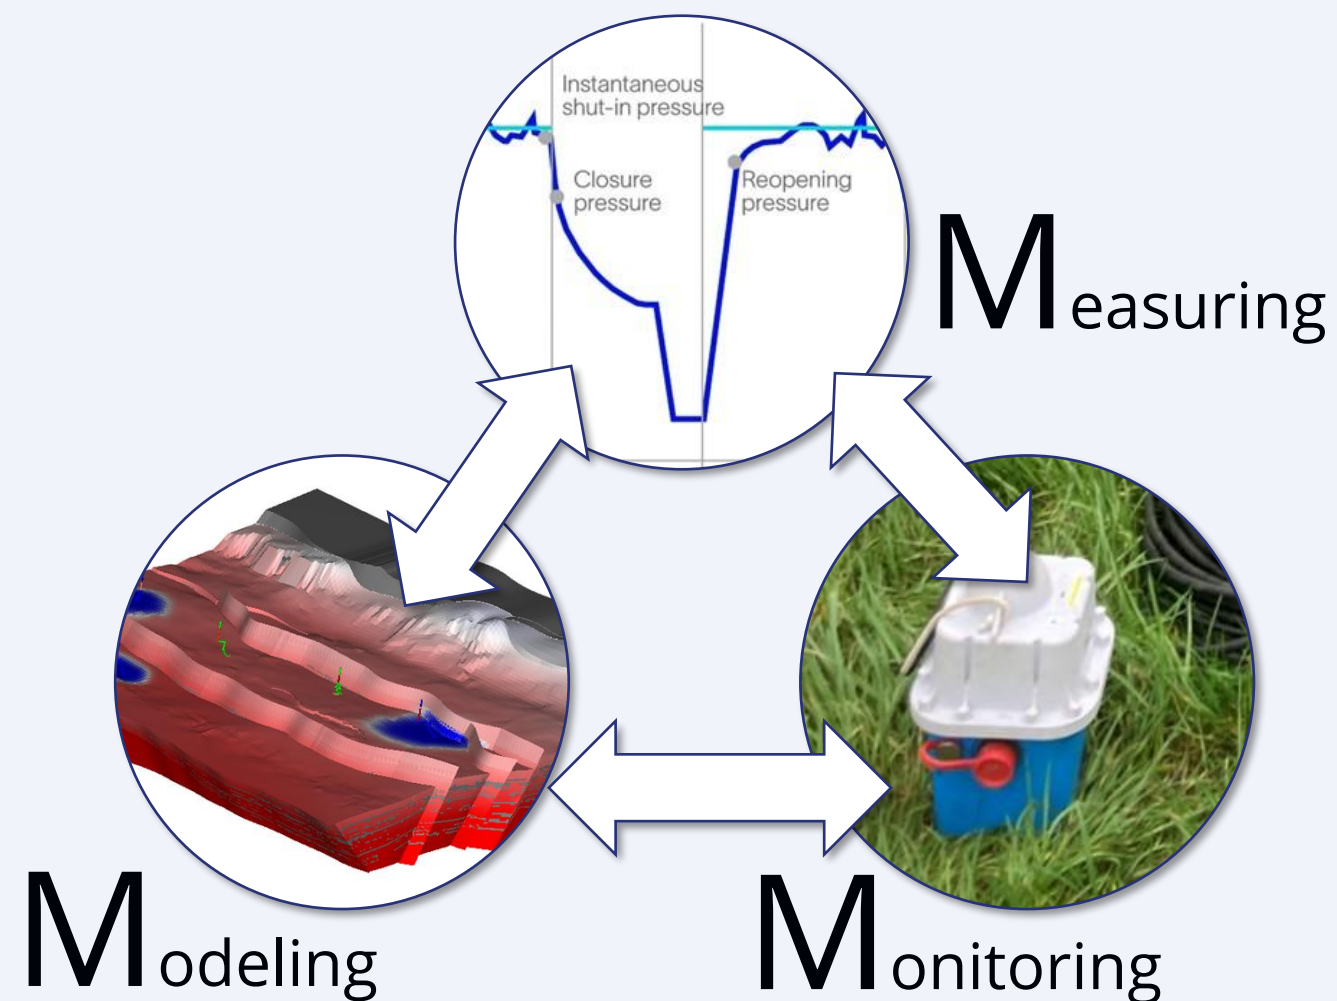 Instantaneous
shut-in pressure
Closure
pressure
Reopening
pressure
Measuring
Modeling
Monitoring